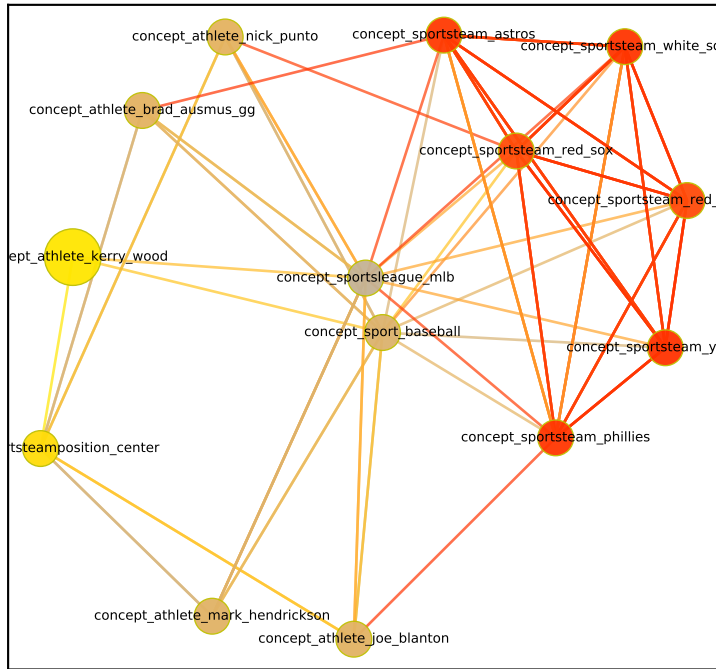 concept_athlete_nick_punto
concept_sportsteam_astros
concept_sportsteam_white_so
concept_athlete_brad_ausmus_gg
concept_sportsteam_red_sox
concept_sportsteam_red_
ept_athlete_kerry_wood
concept_sportsleague_mlb
concept_sport_baseball
concept_sportsteam_y
concept_sportsteam_phillies
rtsteamposition_center
concept_athlete_mark_hendrickson
concept_athlete_joe_blanton